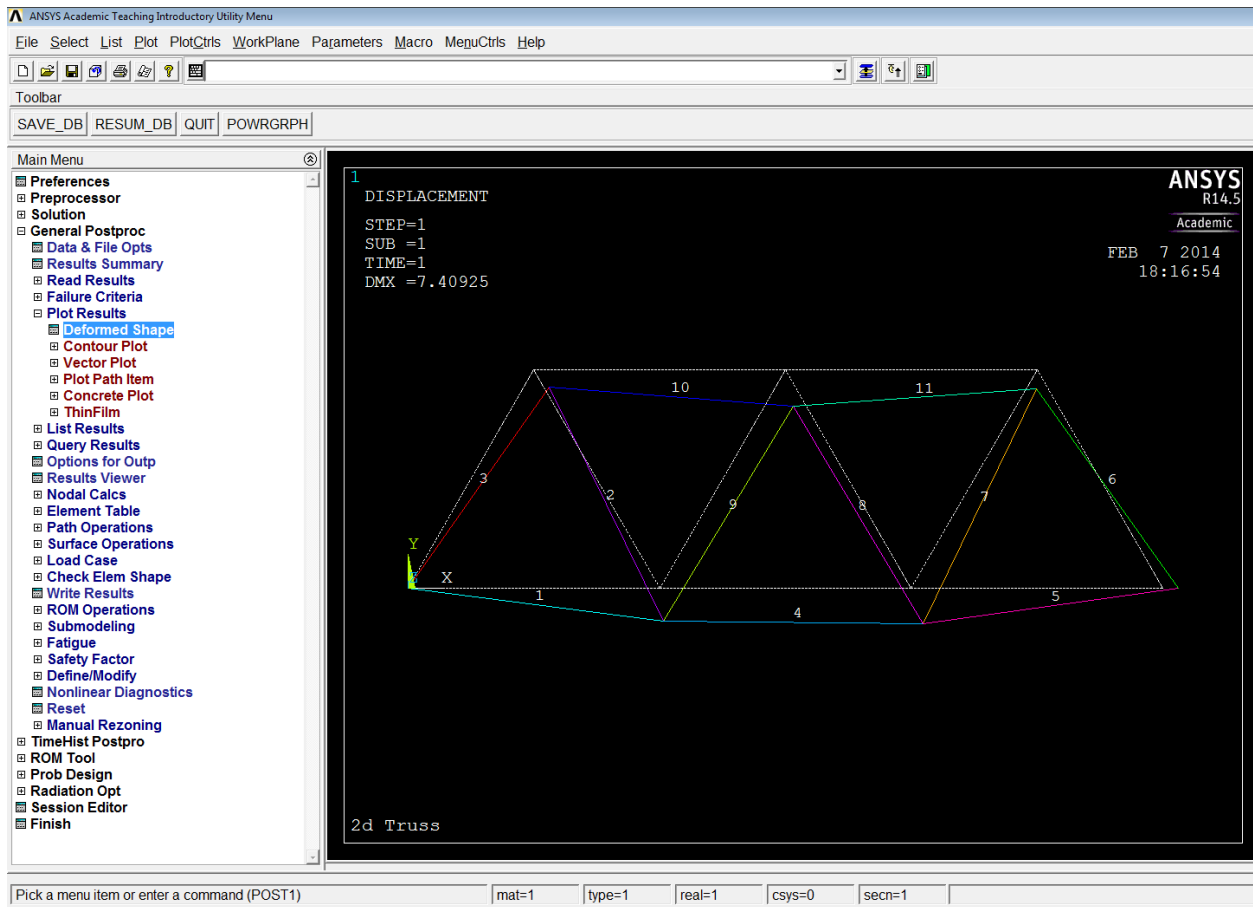 ANSYS Academic Teaching Introductory Utility Menu
File Select List Plot PlotCtrls WorkPlane Parameters Macro MenuCtrls Help
Toolbar
SAVE_DB RESUM_DB QUIT POWRGRPH
Main Menu
Preferences
Preprocessor
Solution
General Postproc
Data & File Opts
Results Summary
Read Results
Failure Criteria
Plot Results
Deformed Shape
Contour Plot
Vector Plot
Plot Path Item
Concrete Plot
ThinFilm
List Results
Query Results
Options for Outp
Results Viewer
Nodal Calcs
Element Table
Path Operations
Surface Operations
Load Case
Check Elem Shape
Write Results
ROM Operations
Submodeling
Fatigue
Safety Factor
Define/Modify
Nonlinear Diagnostics
Reset
Manual Rezoning
TimeHist Postpro
ROM Tool
Prob Design
Radiation Opt
Session Editor
Finish
1
DISPLACEMENT
STEP=1
SUB =1
TIME=1
DMX =7.40925
ANSYS
R14.5
Academic
FEB 7 2014
18:16:54
10 11
3 2 9 8 7 6
Y
X
1 4 5
2d Truss
Pick a menu item or enter a command (POST1) mat=1 type=1 real=1 csys=0 secn=1